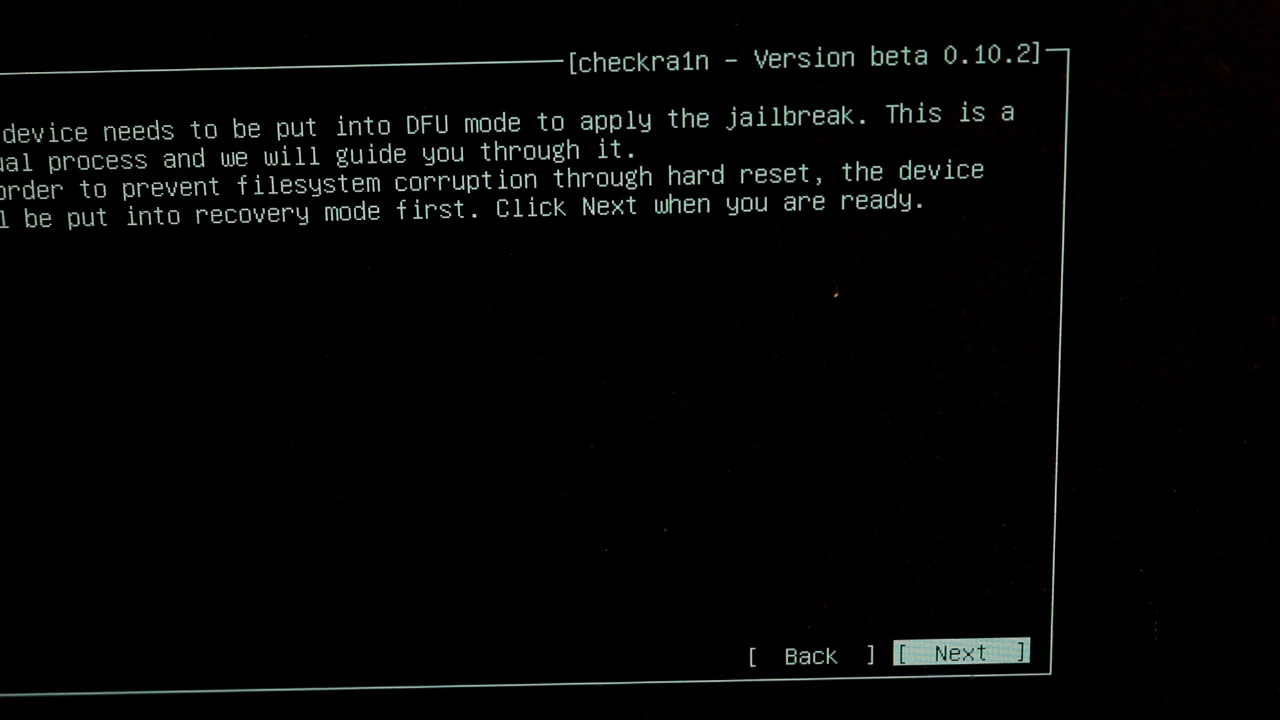 [checkra1n - Version beta 0.10.2]
device needs to be put into DFU mode to apply the jailbreak. This is a
ual process and we will guide you through it.
order to prevent filesystem corruption through hard reset, the device
l be put into recovery mode first. Click Next when you are ready.
[ Back ] [ Next ]